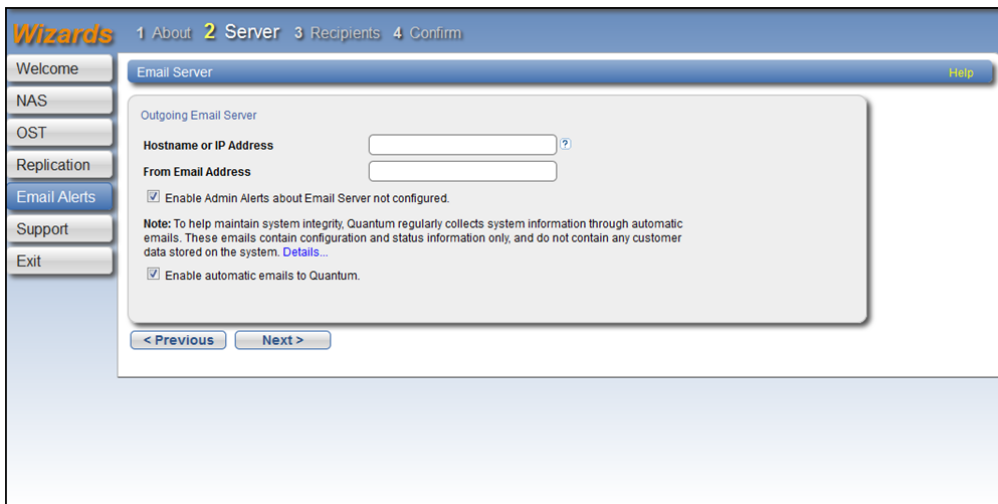 Wizards
1 About 2 Server 3 Recipients 4 Confirm
Welcome
NAS
OST
Replication
Email Alerts
Support
Exit
Email Server
Help
Outgoing Email Server
Hostname or IP Address
?
From Email Address
Enable Admin Alerts about Email Server not configured.
Note: To help maintain system integrity, Quantum regularly collects system information through automatic
emails. These emails contain configuration and status information only, and do not contain any customer
data stored on the system. Details...
Enable automatic emails to Quantum.
< Previous
Next >